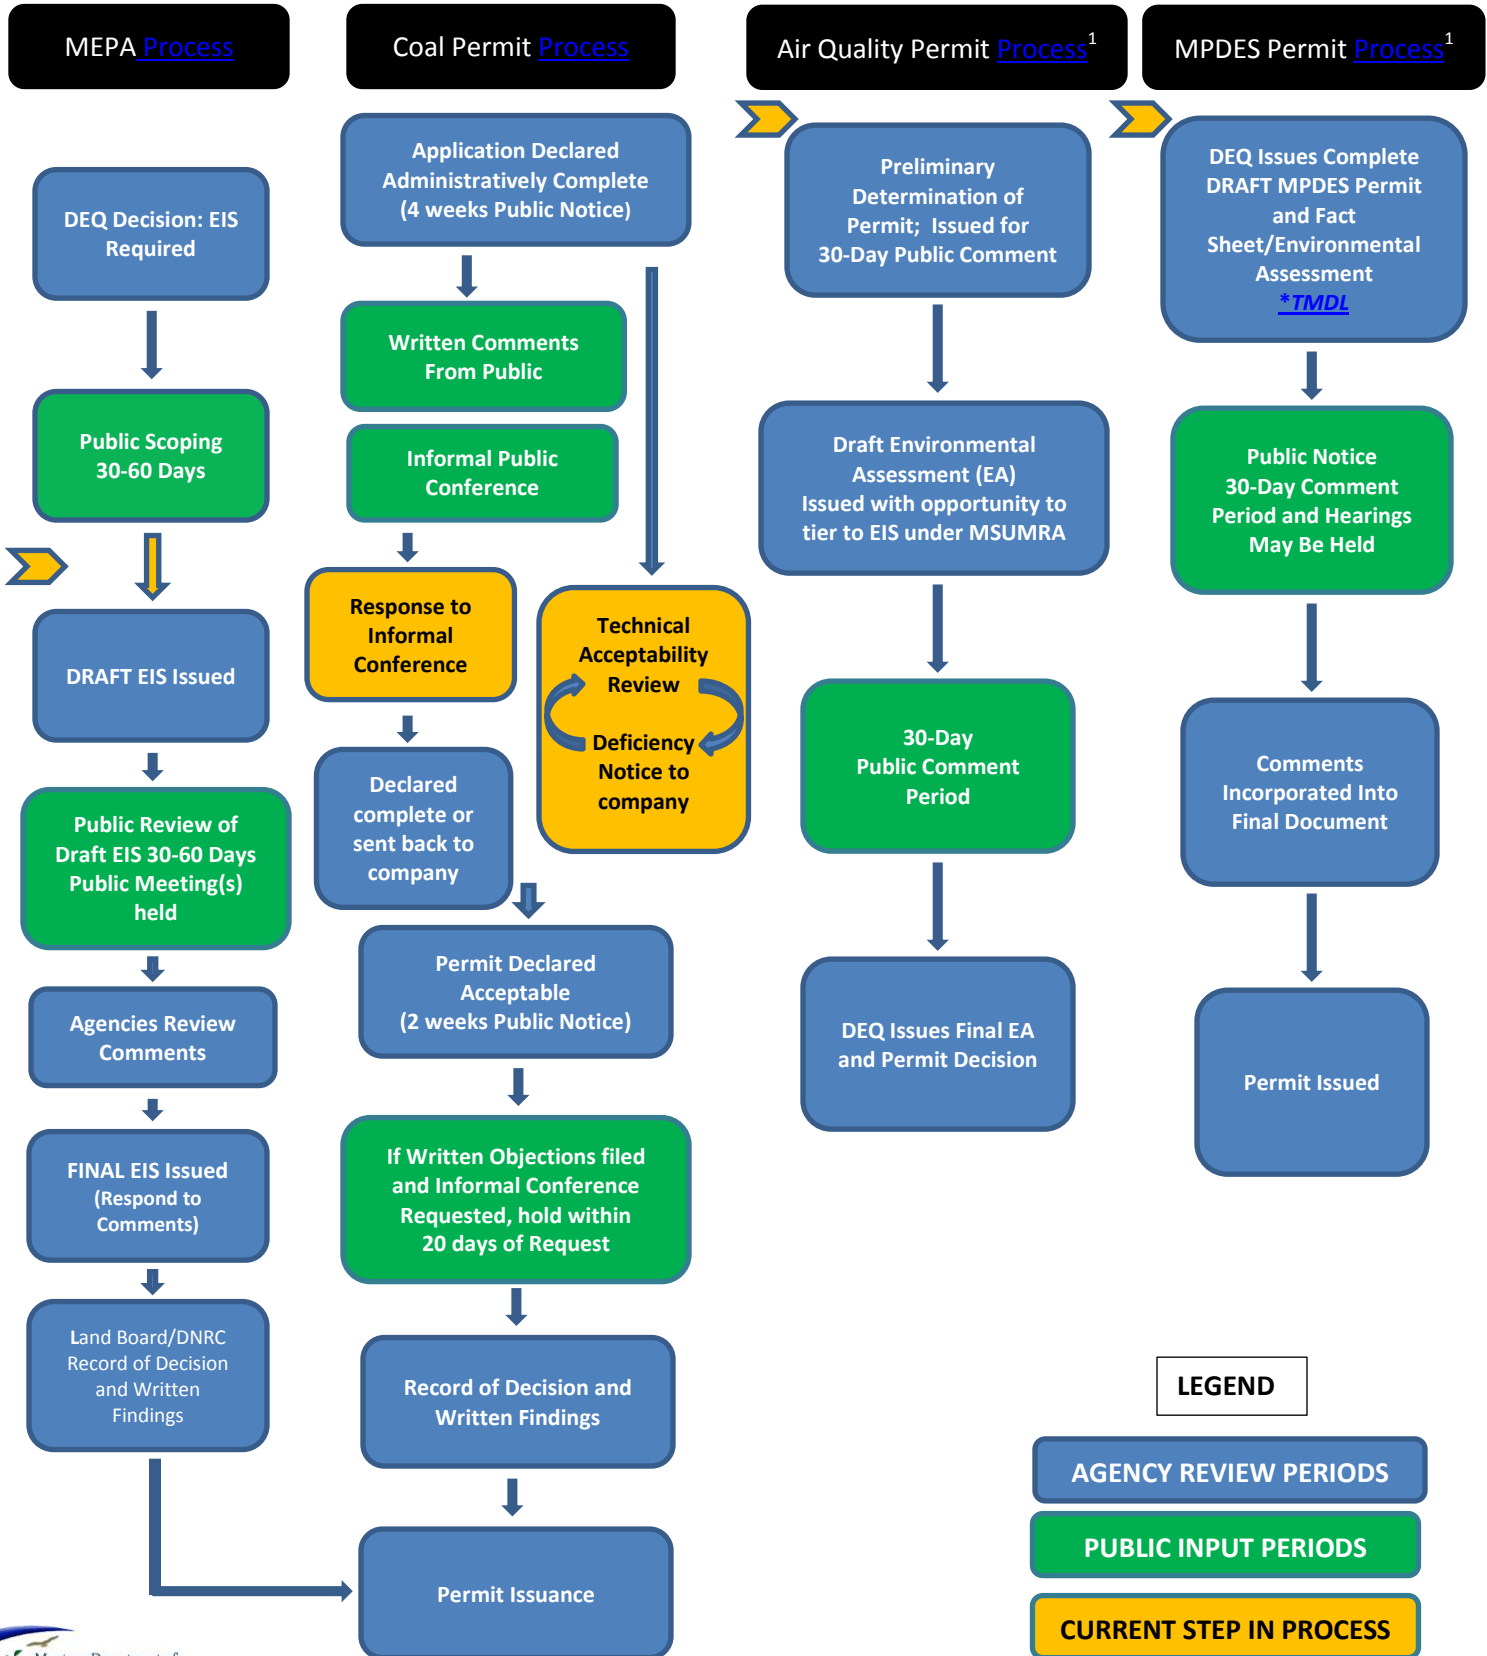 MEPA Process
Coal Permit Process
Air Quality Permit Process¹
MPDES Permit Process¹
DEQ Decision: EIS
Required
Public Scoping
30-60 Days
DRAFT EIS Issued
Public Review of
Draft EIS 30-60 Days
Public Meeting(s)
held
Agencies Review
Comments
FINAL EIS Issued
(Respond to
Comments)
Land Board/DNRC
Record of Decision
and Written
Findings
Application Declared
Administratively Complete
(4 weeks Public Notice)
Written Comments
From Public
Informal Public
Conference
Response to
Informal
Conference
Technical
Acceptability
Review
Deficiency
Notice to
company
Declared
complete or
sent back to
company
Permit Declared
Acceptable
(2 weeks Public Notice)
If Written Objections filed
and Informal Conference
Requested, hold within
20 days of Request
Record of Decision and
Written Findings
Permit Issuance
Preliminary
Determination of
Permit; Issued for
30-Day Public Comment
Draft Environmental
Assessment (EA)
Issued with opportunity to
tier to EIS under MSUMRA
30-Day
Public Comment
Period
DEQ Issues Final EA
and Permit Decision
DEQ Issues Complete
DRAFT MPDES Permit
and Fact
Sheet/Environmental
Assessment
*TMDL
Public Notice
30-Day Comment
Period and Hearings
May Be Held
Comments
Incorporated Into
Final Document
Permit Issued
LEGEND
AGENCY REVIEW PERIODS
PUBLIC INPUT PERIODS
CURRENT STEP IN PROCESS